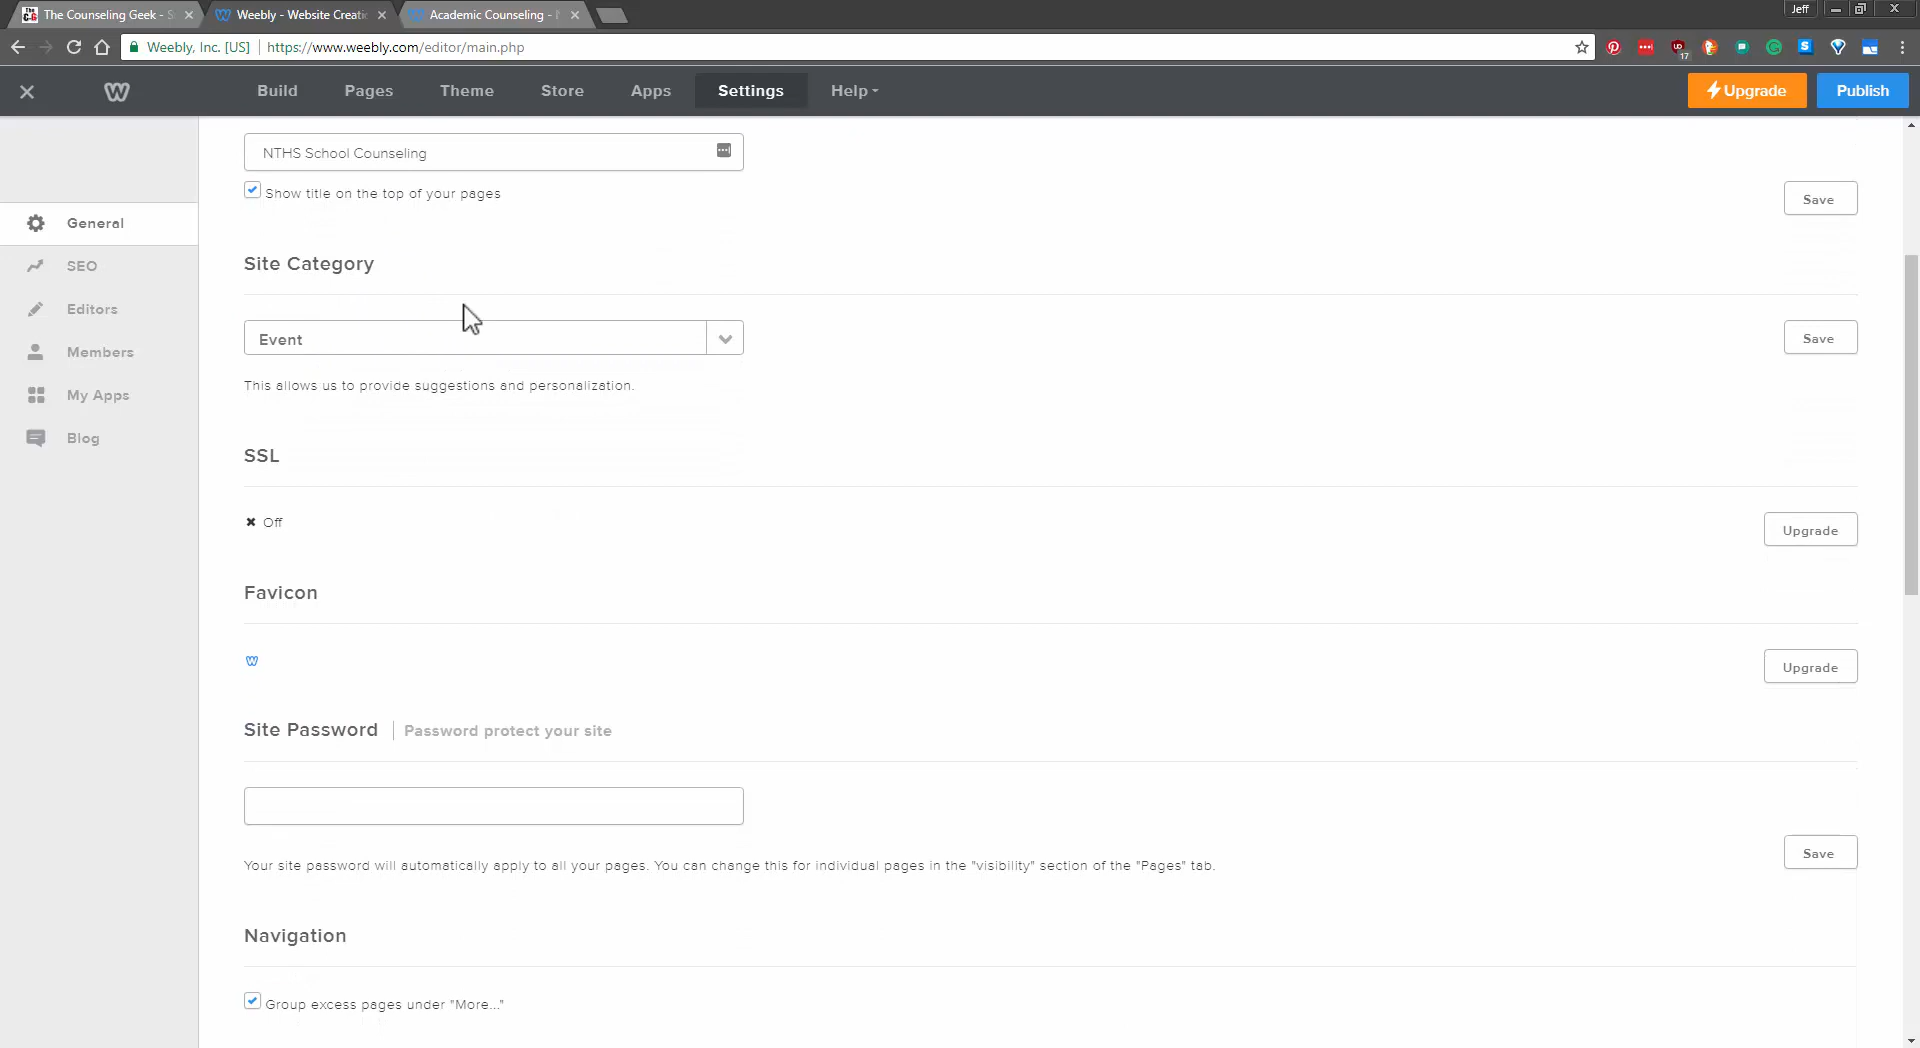 The Counseling Geek - S
Weebly - Website Creatic
Academic Counseling -
Jeff
Weebly, Inc. [US]
https://www.weebly.com/editor/main.php
17
Build
Pages
Theme
Store
Apps
Settings
Help
Upgrade
Publish
NTHS School Counseling
Show title on the top of your pages
Save
General
SEO
Editors
Members
My Apps
Blog
Site Category
Event
Save
This allows us to provide suggestions and personalization.
SSL
Off
Upgrade
Favicon
Upgrade
Site Password
Password protect your site
Your site password will automatically apply to all your pages. You can change this for individual pages in the "visibility" section of the "Pages" tab.
Save
Navigation
Group excess pages under "More..."